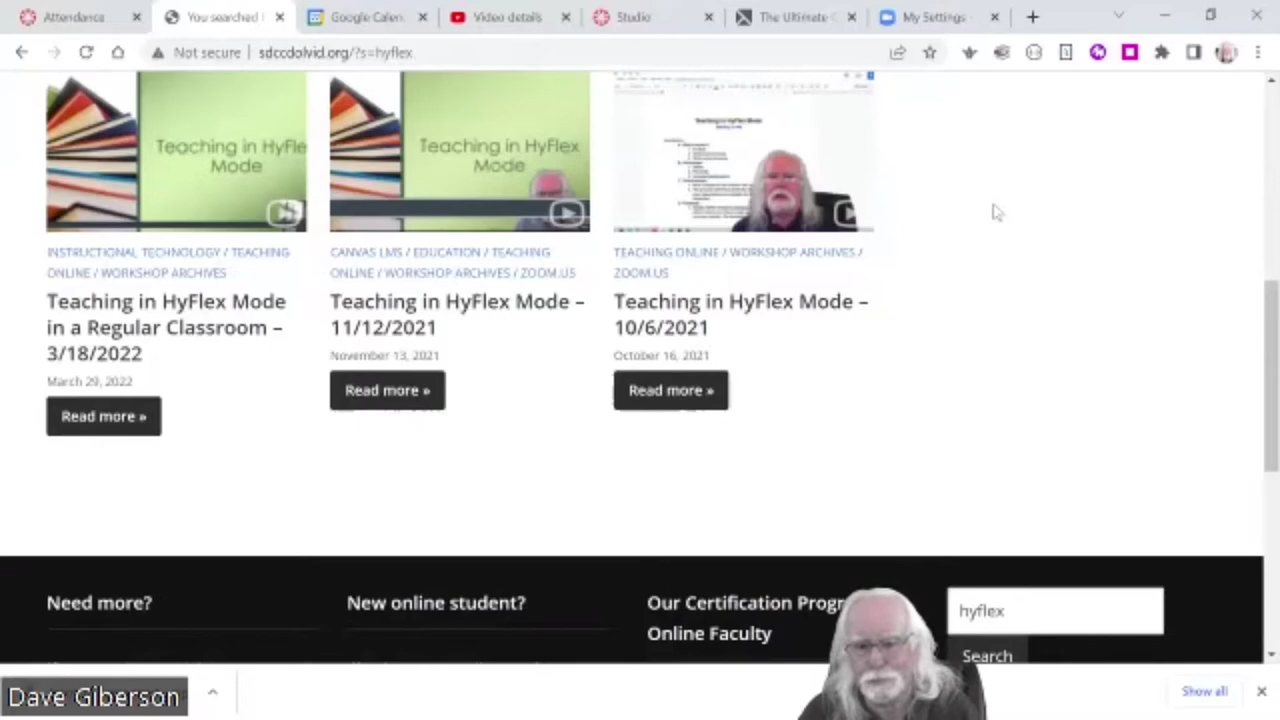 Attendance
You searched
Google Calen
Video details
Studio
The Ultimate
My Settings
Not secure
sdccdolvid.org/?s=hyflex
Teaching in HyFle
Mode
Teaching in HyFlex
Mode
Teaching in HyFlex Mode
INSTRUCTIONAL TECHNOLOGY / TEACHING
ONLINE / WORKSHOP ARCHIVES
Teaching in HyFlex Mode
in a Regular Classroom –
3/18/2022
March 29, 2022
Read more »
CANVAS LMS / EDUCATION / TEACHING
ONLINE / WORKSHOP ARCHIVES / ZOOM.US
Teaching in HyFlex Mode –
11/12/2021
November 13, 2021
Read more »
TEACHING ONLINE / WORKSHOP ARCHIVES /
ZOOM.US
Teaching in HyFlex Mode –
10/6/2021
October 16, 2021
Read more »
Need more?
New online student?
Our Certification Progr
Online Faculty
hyflex
Search
Dave Giberson
Show all